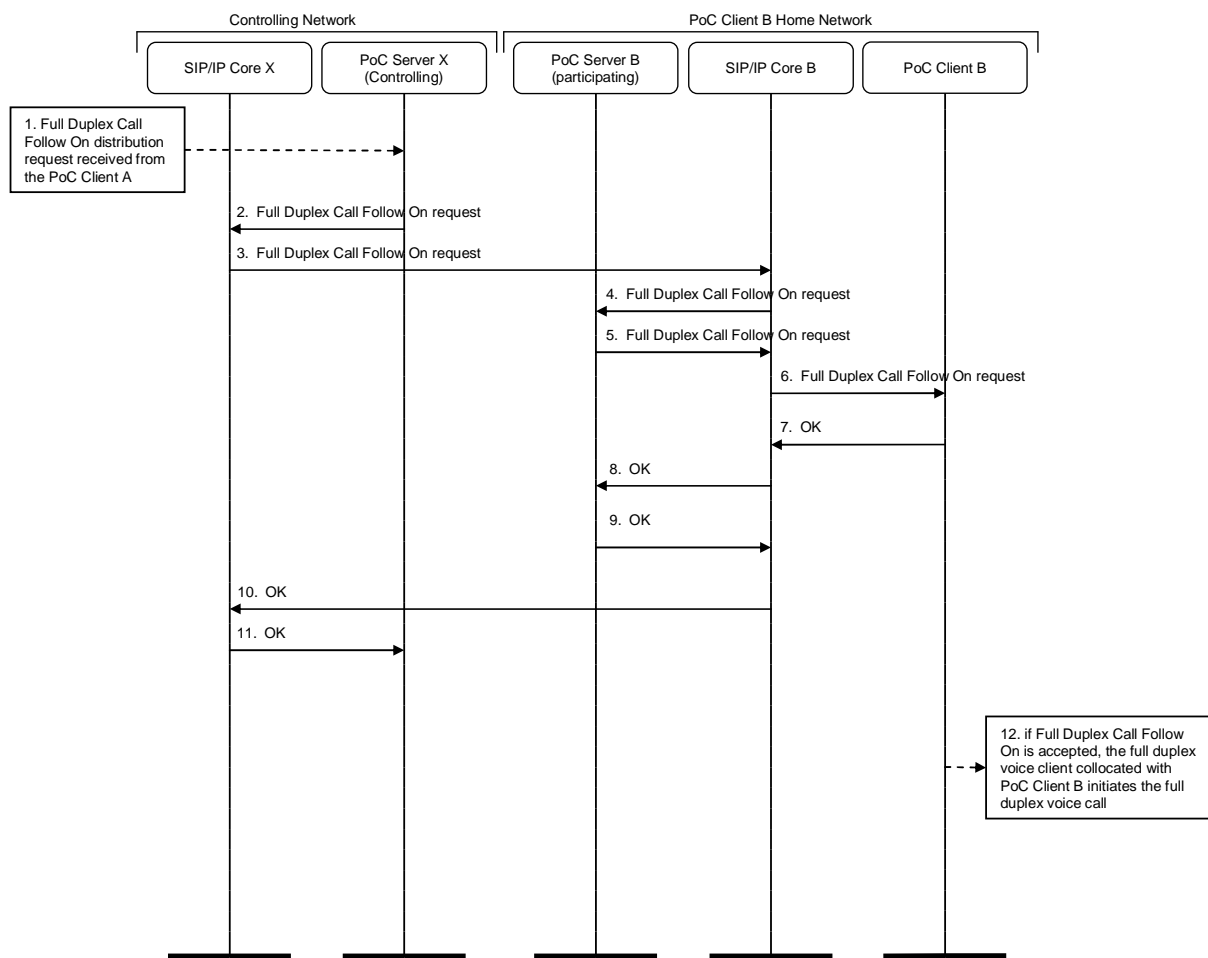 Controlling Network
PoC Client B Home Network
SIP/IP Core X
PoC Server X
(Controlling)
PoC Server B
(participating)
SIP/IP Core B
PoC Client B
1. Full Duplex Call
Follow On distribution
request received from
the PoC Client A
2. Full Duplex Call Follow On request
3. Full Duplex Call Follow On request
4. Full Duplex Call Follow On request
5. Full Duplex Call Follow On request
6. Full Duplex Call Follow On request
7. OK
8. OK
9. OK
10. OK
11. OK
12. if Full Duplex Call Follow
On is accepted, the full duplex
voice client collocated with
PoC Client B initiates the full
duplex voice call